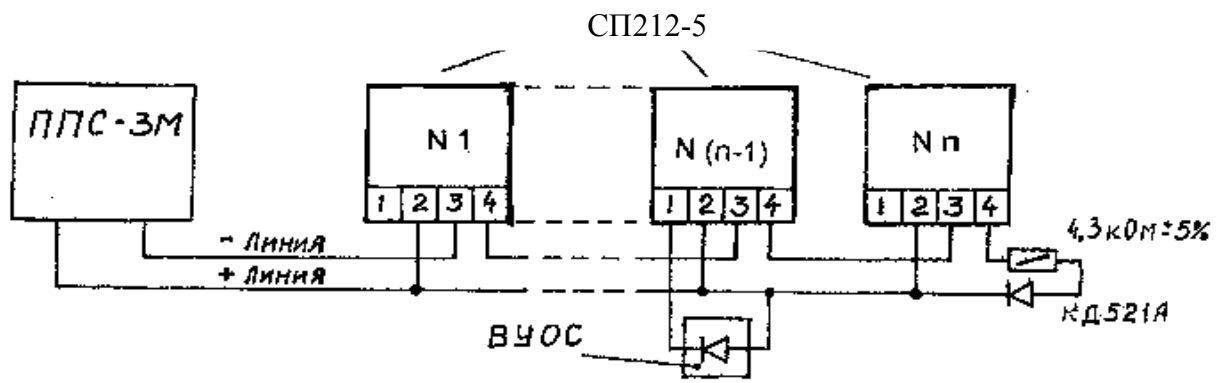 СП212-5
ППС-3М
N 1
N (п-1)
N п
1 2 3 4
1 2 3 4
1 2 3 4
- Линия
+ Линия
4,3 кОм ± 5%
КД521А
ВУОС